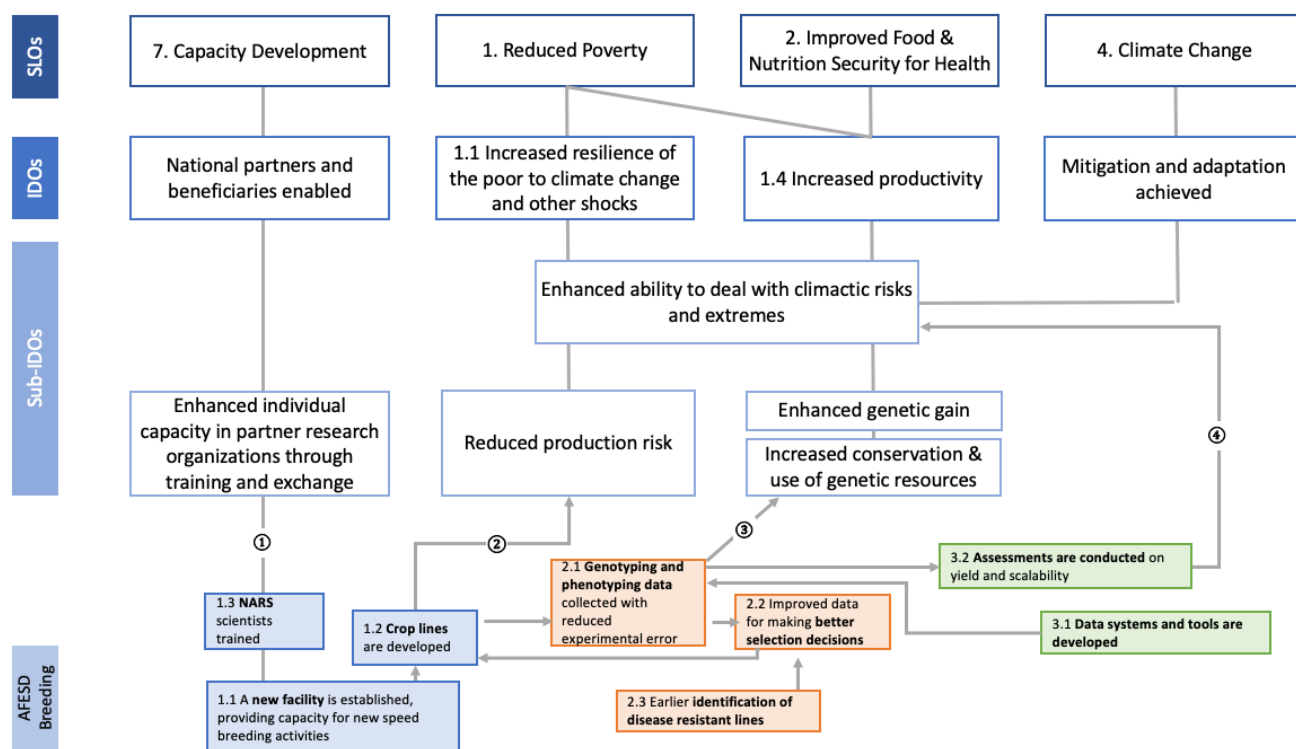 SLOs
7. Capacity Development
1. Reduced Poverty
2. Improved Food &
Nutrition Security for Health
4. Climate Change
IDOs
National partners and
beneficiaries enabled
1.1 Increased resilience of
the poor to climate change
and other shocks
1.4 Increased productivity
Mitigation and adaptation
achieved
Sub-IDOs
Enhanced ability to deal with climactic risks
and extremes
Enhanced individual
capacity in partner research
organizations through
training and exchange
Reduced production risk
Enhanced genetic gain
Increased conservation &
use of genetic resources
①
②
③
④
AFESD
Breeding
1.3 NARS
scientists
trained
1.2 Crop lines
are developed
2.1 Genotyping and
phenotyping data
collected with
reduced
experimental error
2.2 Improved data
for making better
selection decisions
3.2 Assessments are conducted on
yield and scalability
3.1 Data systems and tools are
developed
1.1 A new facility is established,
providing capacity for new speed
breeding activities
2.3 Earlier identification of
disease resistant lines